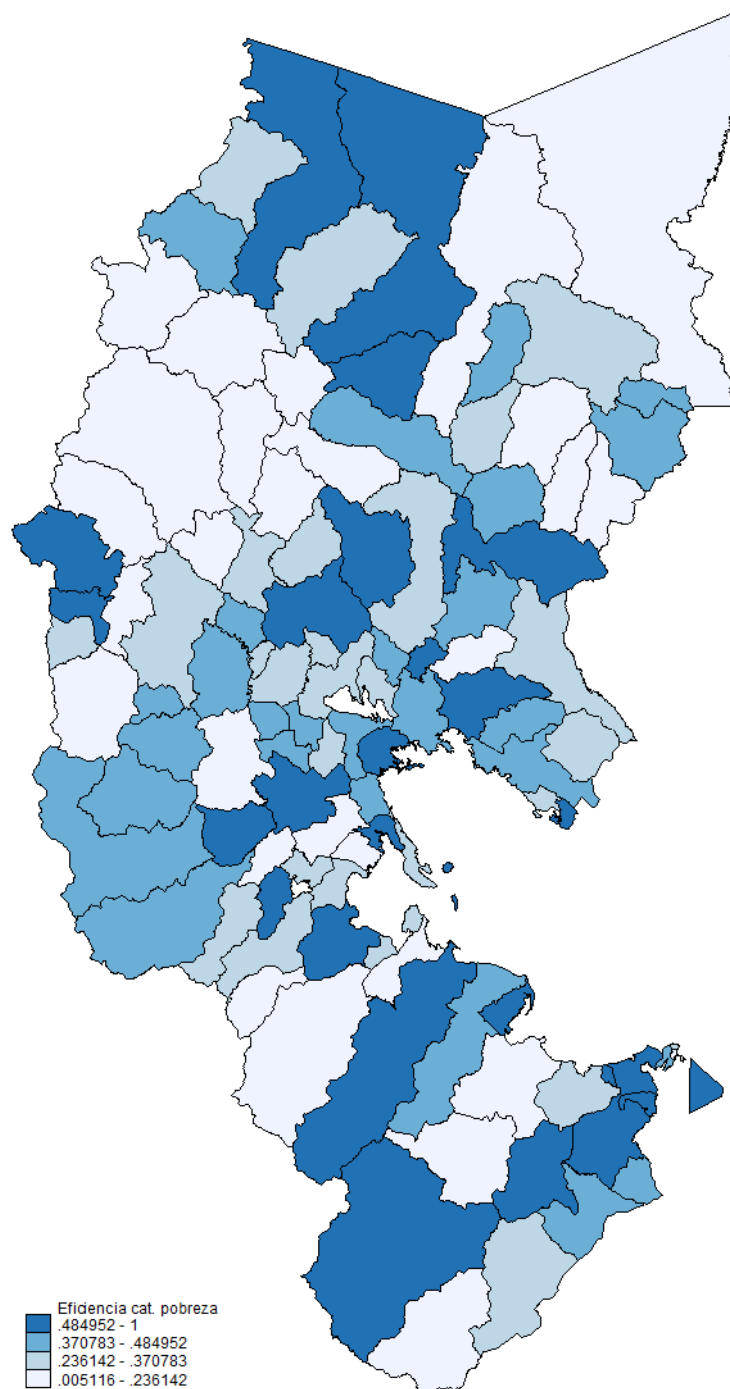 Eficiencia cat. pobreza
.484952 - 1
.370783 - .484952
.236142 - .370783
.005116 - .236142